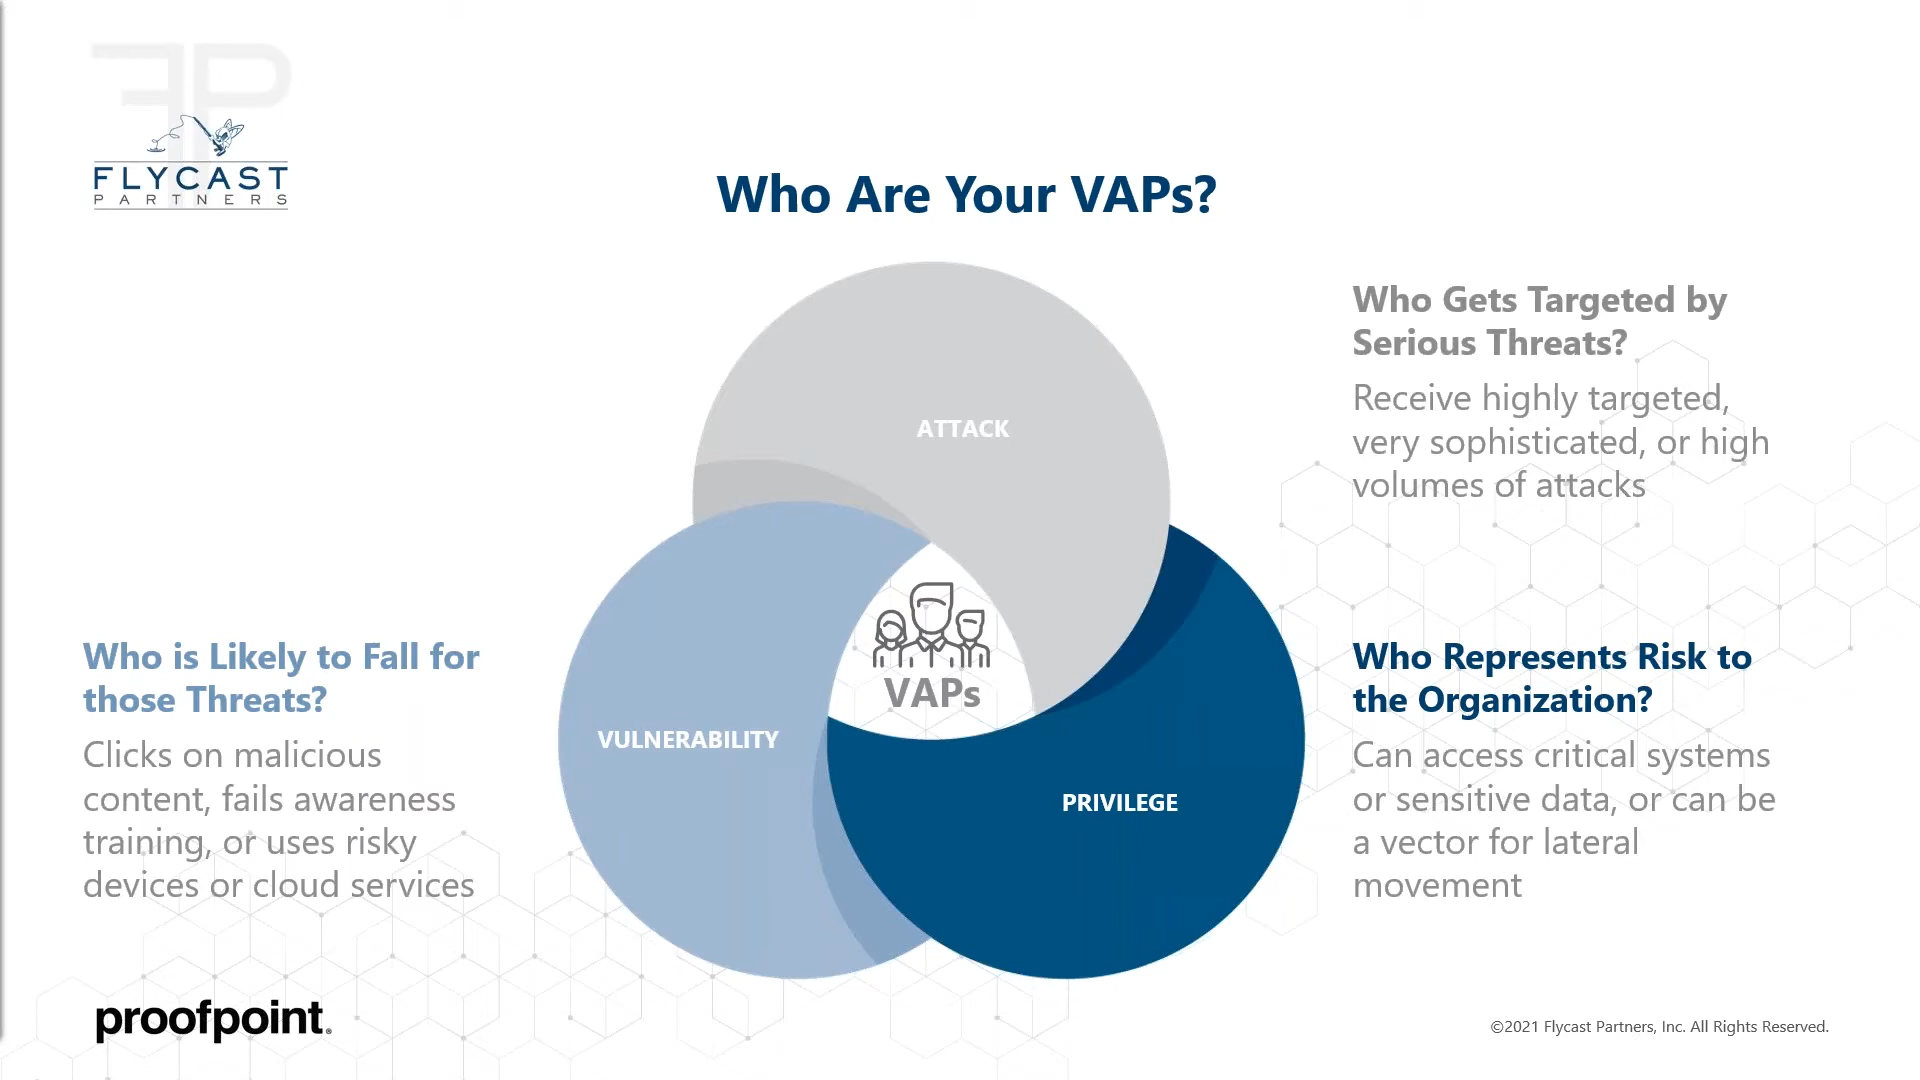 FP
FLYCAST
PARTNERS
Who Are Your VAPs?
ATTACK
Who Gets Targeted by
Serious Threats?
Receive highly targeted,
very sophisticated, or high
volumes of attacks
Who is Likely to Fall for
those Threats?
Clicks on malicious
content, fails awareness
training, or uses risky
devices or cloud services
VULNERABILITY
VAPs
PRIVILEGE
Who Represents Risk to
the Organization?
Can access critical systems
or sensitive data, or can be
a vector for lateral
movement
proofpoint®
©2021 Flycast Partners, Inc. All Rights Reserved.